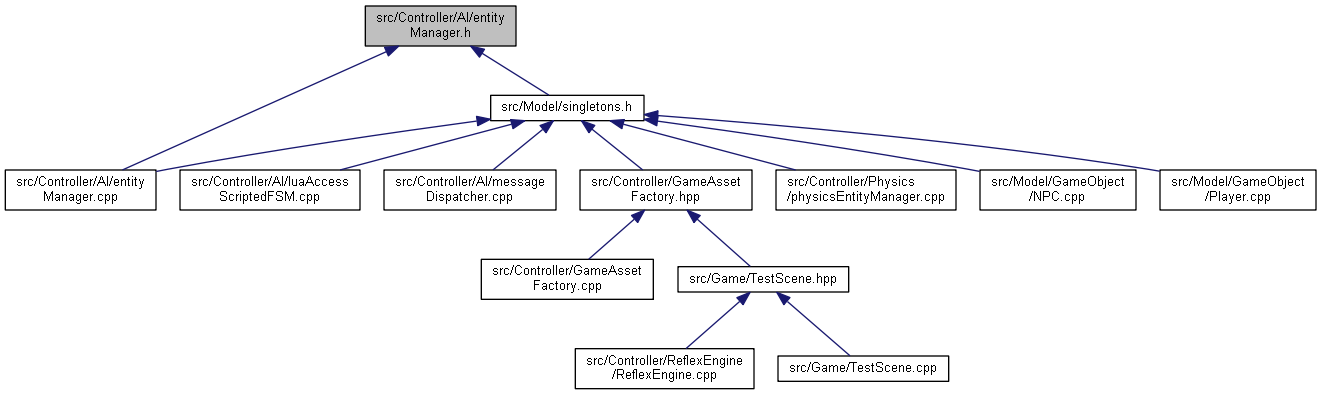 src/Controller/AI/entity
Manager.h
src/Model/singletons.h
src/Controller/AI/entity
Manager.cpp
src/Controller/AI/luaAccess
ScriptedFSM.cpp
src/Controller/AI/message
Dispatcher.cpp
src/Controller/GameAsset
Factory.hpp
src/Controller/Physics
/physicsEntityManager.cpp
src/Model/GameObject
/NPC.cpp
src/Model/GameObject
/Player.cpp
src/Controller/GameAsset
Factory.cpp
src/Game/TestScene.hpp
src/Controller/ReflexEngine
/ReflexEngine.cpp
src/Game/TestScene.cpp